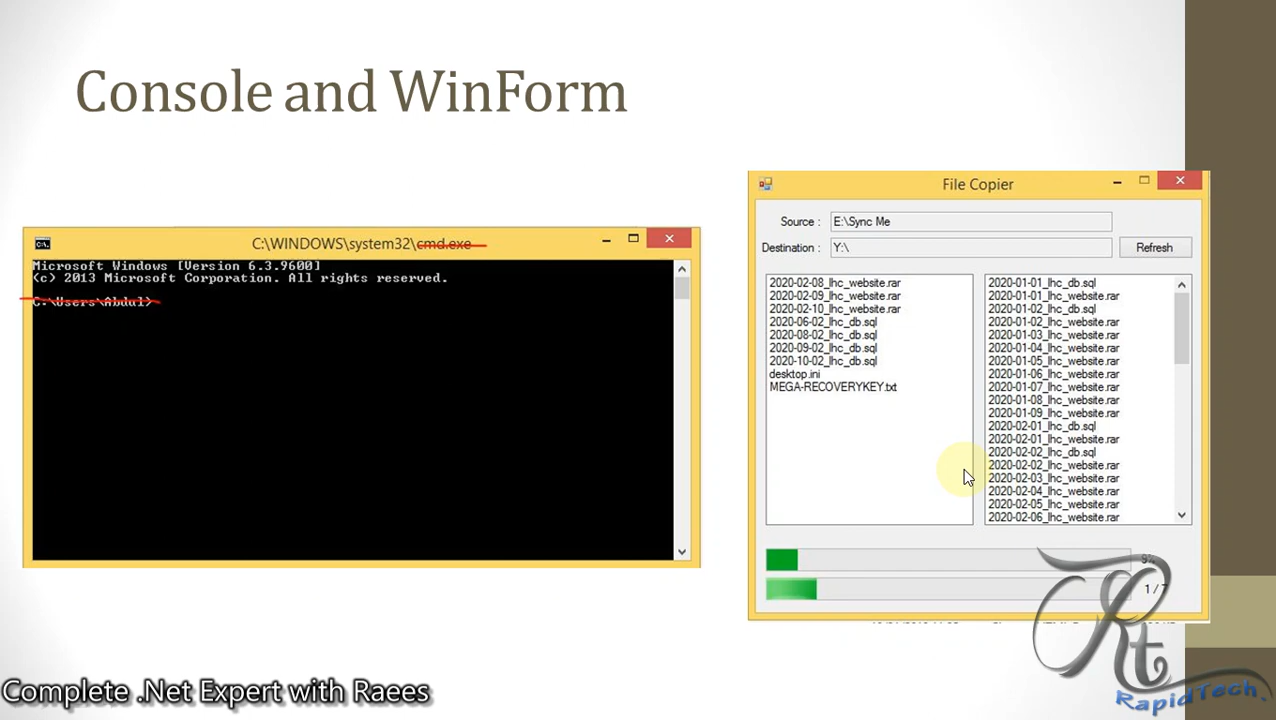 Console and WinForm
C:\WINDOWS\system32\cmd.exe
Microsoft Windows [Version 6.3.9600]
(c) 2013 Microsoft Corporation. All rights reserved.
C:\Users\Abdul>
File Copier
Source : E:\Sync Me
Destination : Y:\ Refresh
2020-02-08_lhc_website.rar
2020-02-09_lhc_website.rar
2020-02-10_lhc_website.rar
2020-06-02_lhc_db.sql
2020-08-02_lhc_db.sql
2020-09-02_lhc_db.sql
2020-10-02_lhc_db.sql
desktop.ini
MEGA-RECOVERYKEY.txt
2020-01-01_lhc_db.sql
2020-01-01_lhc_website.rar
2020-01-02_lhc_db.sql
2020-01-02_lhc_website.rar
2020-01-03_lhc_website.rar
2020-01-04_lhc_website.rar
2020-01-05_lhc_website.rar
2020-01-06_lhc_website.rar
2020-01-07_lhc_website.rar
2020-01-08_lhc_website.rar
2020-01-09_lhc_website.rar
2020-02-01_lhc_db.sql
2020-02-01_lhc_website.rar
2020-02-02_lhc_db.sql
2020-02-02_lhc_website.rar
2020-02-03_lhc_website.rar
2020-02-04_lhc_website.rar
2020-02-05_lhc_website.rar
2020-02-06_lhc_website.rar
9%
1 / 7
Rt
RapidTech.
Complete .Net Expert with Raees